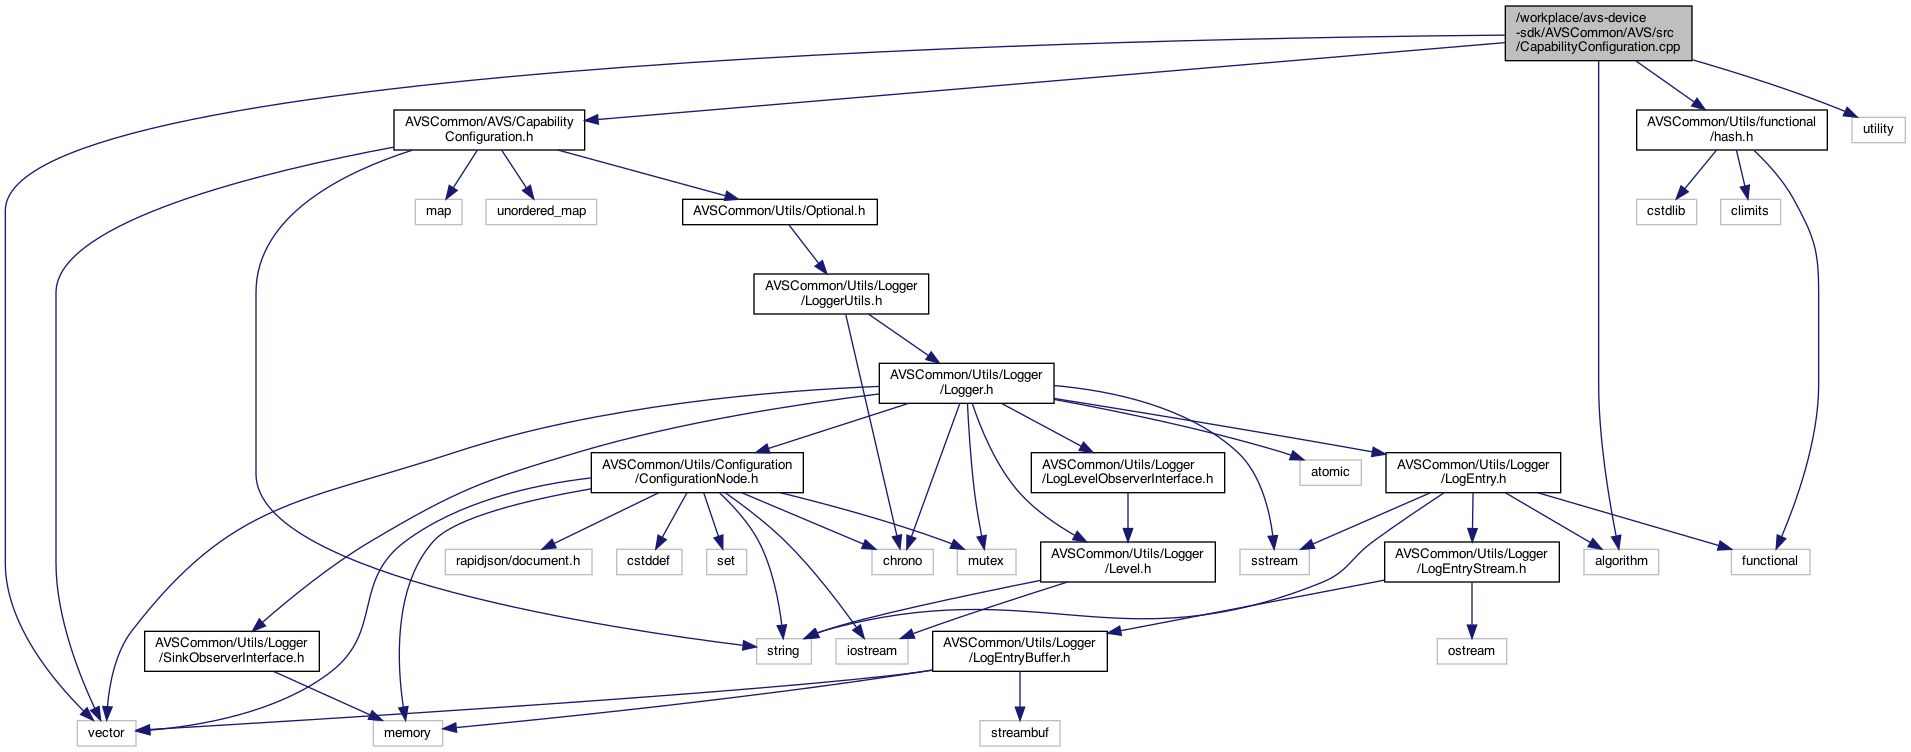 /workplace/avs-device
-sdk/AVSCommon/AVS/src
/CapabilityConfiguration.cpp
AVSCommon/AVS/Capability
Configuration.h
AVSCommon/Utils/functional
/hash.h
utility
map
unordered_map
AVSCommon/Utils/Optional.h
cstdlib
climits
AVSCommon/Utils/Logger
/LoggerUtils.h
AVSCommon/Utils/Logger
/Logger.h
AVSCommon/Utils/Configuration
/ConfigurationNode.h
AVSCommon/Utils/Logger
/LogLevelObserverInterface.h
atomic
AVSCommon/Utils/Logger
/LogEntry.h
rapidjson/document.h
cstddef
set
chrono
mutex
AVSCommon/Utils/Logger
/Level.h
sstream
AVSCommon/Utils/Logger
/LogEntryStream.h
algorithm
functional
AVSCommon/Utils/Logger
/SinkObserverInterface.h
string
iostream
AVSCommon/Utils/Logger
/LogEntryBuffer.h
ostream
vector
memory
streambuf